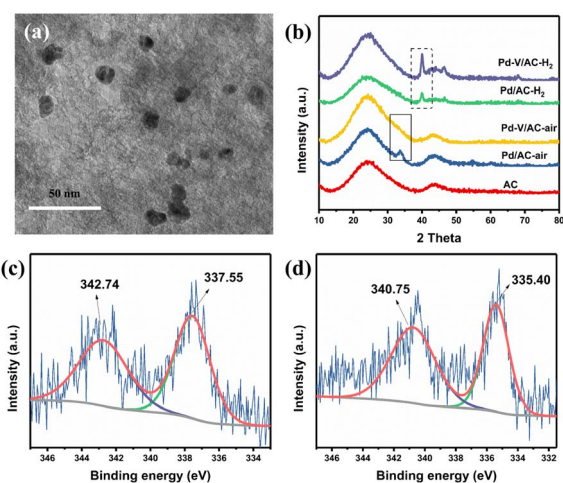 (a)
50 nm
(b)
Intensity (a.u.)
Pd-V/AC-H₂
Pd/AC-H₂
Pd-V/AC-air
Pd/AC-air
AC
10 20 30 40 50 60 70 80
2 Theta
(c)
Intensity (a.u.)
342.74
337.55
346 344 342 340 338 336 334
Binding energy (eV)
(d)
Intensity (a.u.)
340.75
335.40
346 344 342 340 338 336 334 332
Binding energy (eV)